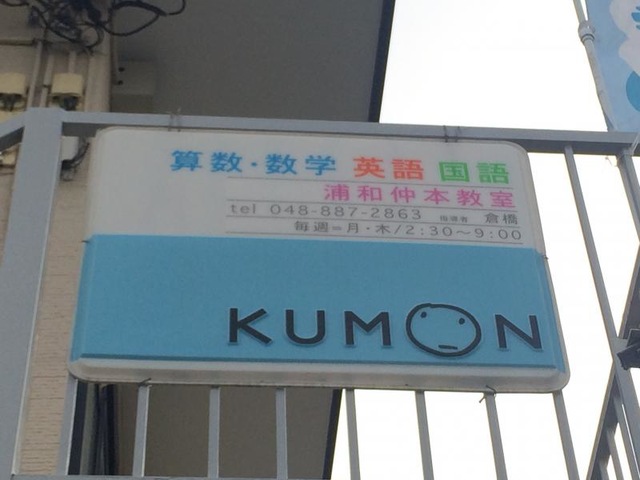 算数・数学 英語 国語
浦和仲本教室
tel 048-887-2863 指導者 倉橋
毎週=月・木/2:30〜9:00
KUMON